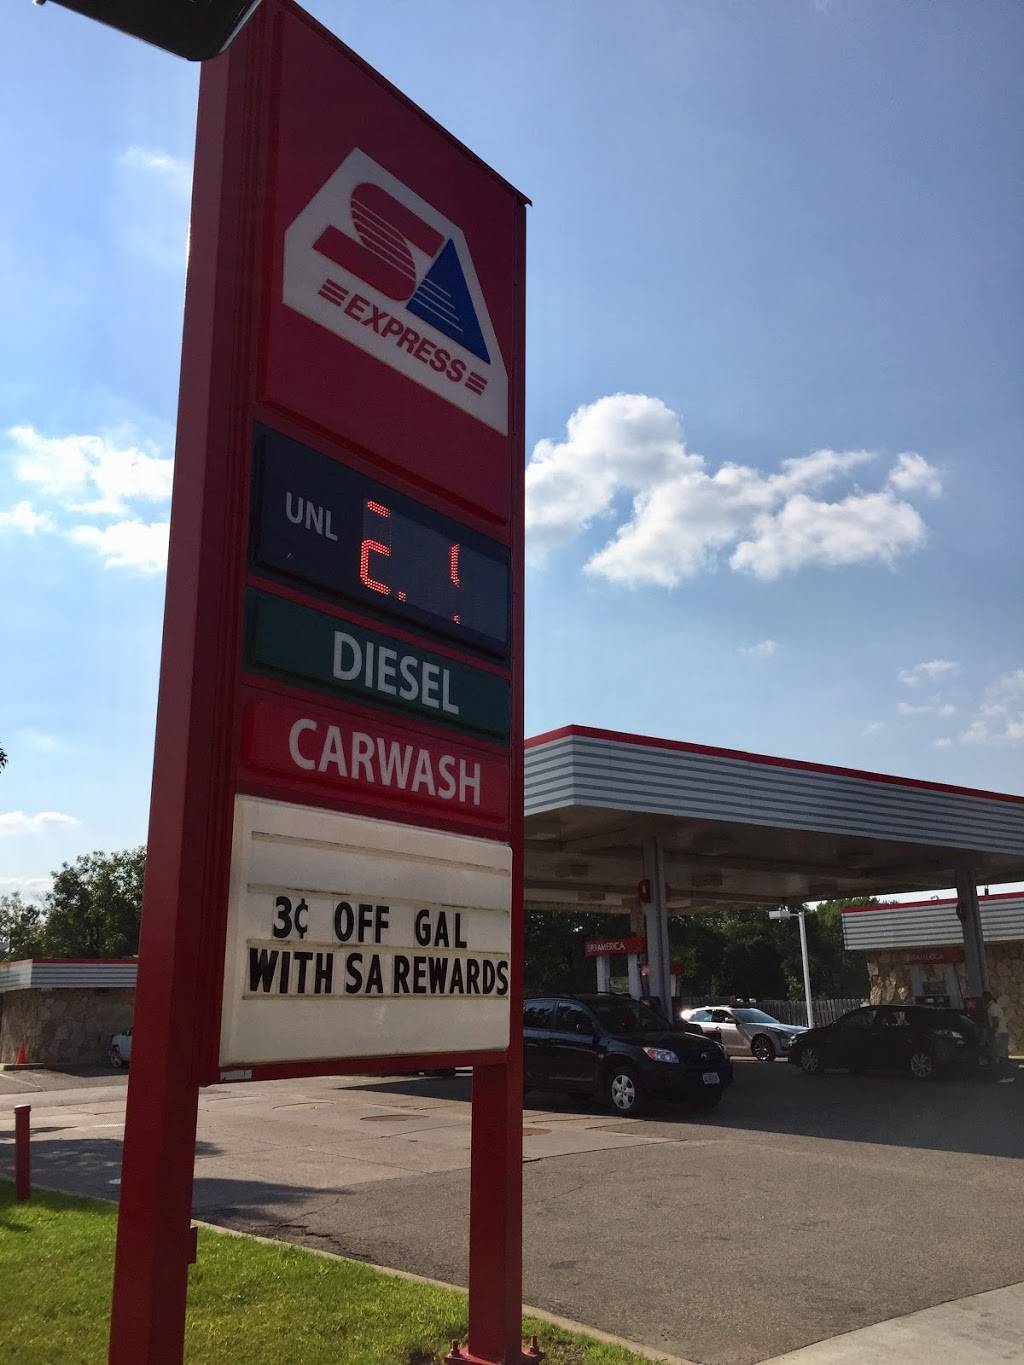 SA
EXPRESS
UNL
DIESEL
CARWASH
3¢ OFF GAL
WITH SA REWARDS